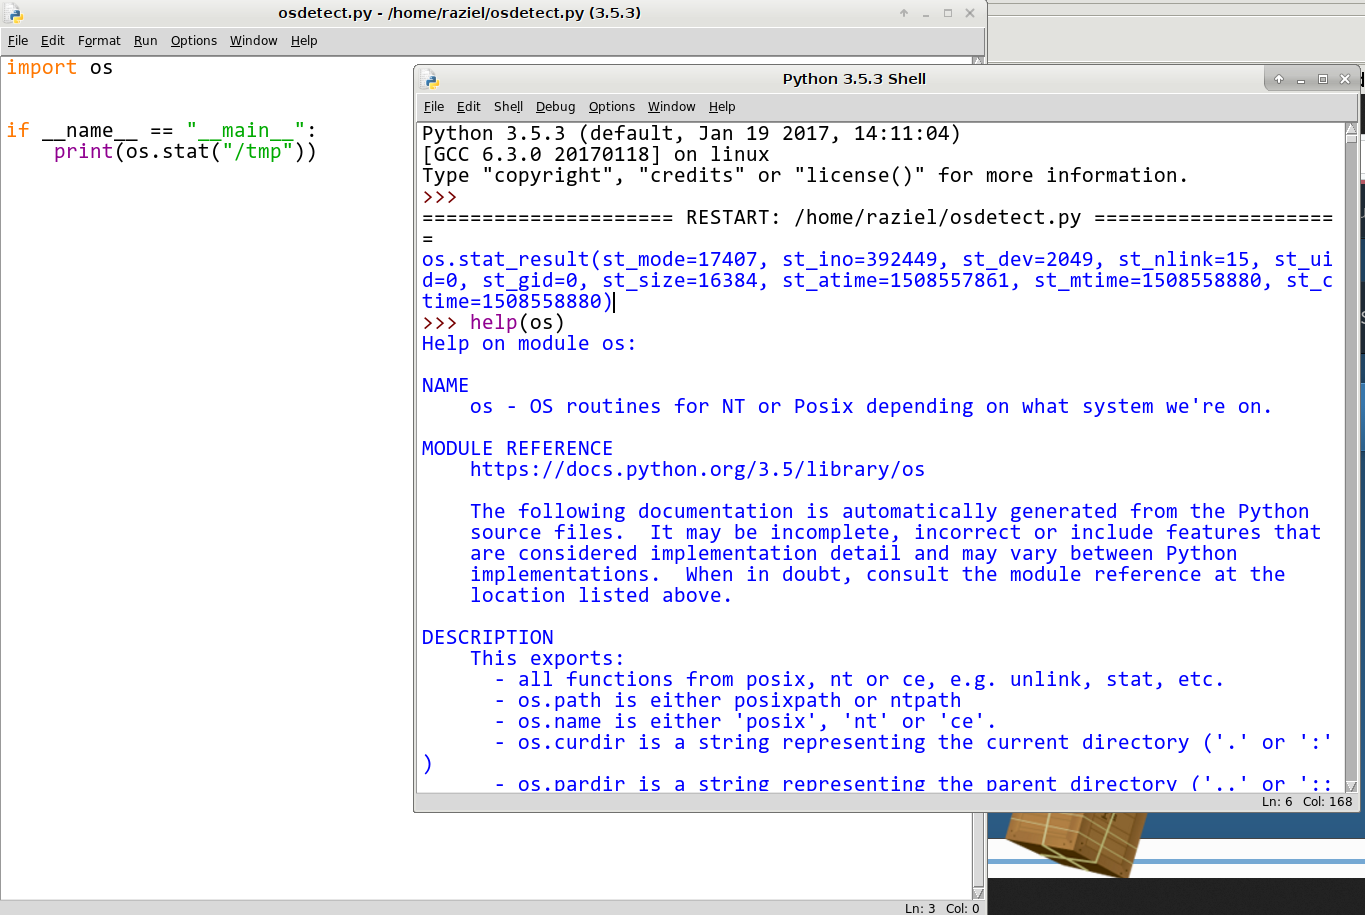 osdetect.py - /home/raziel/osdetect.py (3.5.3)
File Edit Format Run Options Window Help
import os
if __name__ == "__main__":
    print(os.stat("/tmp"))
Ln: 3 Col: 0
Python 3.5.3 Shell
File Edit Shell Debug Options Window Help
Python 3.5.3 (default, Jan 19 2017, 14:11:04)
[GCC 6.3.0 20170118] on linux
Type "copyright", "credits" or "license()" for more information.
>>>
===================== RESTART: /home/raziel/osdetect.py ====================
=
os.stat_result(st_mode=17407, st_ino=392449, st_dev=2049, st_nlink=15, st_ui
d=0, st_gid=0, st_size=16384, st_atime=1508557861, st_mtime=1508558880, st_c
time=1508558880)
>>> help(os)
Help on module os:
NAME
    os - OS routines for NT or Posix depending on what system we're on.
MODULE REFERENCE
    https://docs.python.org/3.5/library/os
    The following documentation is automatically generated from the Python
    source files.  It may be incomplete, incorrect or include features that
    are considered implementation detail and may vary between Python
    implementations.  When in doubt, consult the module reference at the
    location listed above.
DESCRIPTION
    This exports:
      - all functions from posix, nt or ce, e.g. unlink, stat, etc.
      - os.path is either posixpath or ntpath
      - os.name is either 'posix', 'nt' or 'ce'.
      - os.curdir is a string representing the current directory ('.' or ':'
)
      - os.pardir is a string representing the parent directory ('..' or '::
Ln: 6 Col: 168